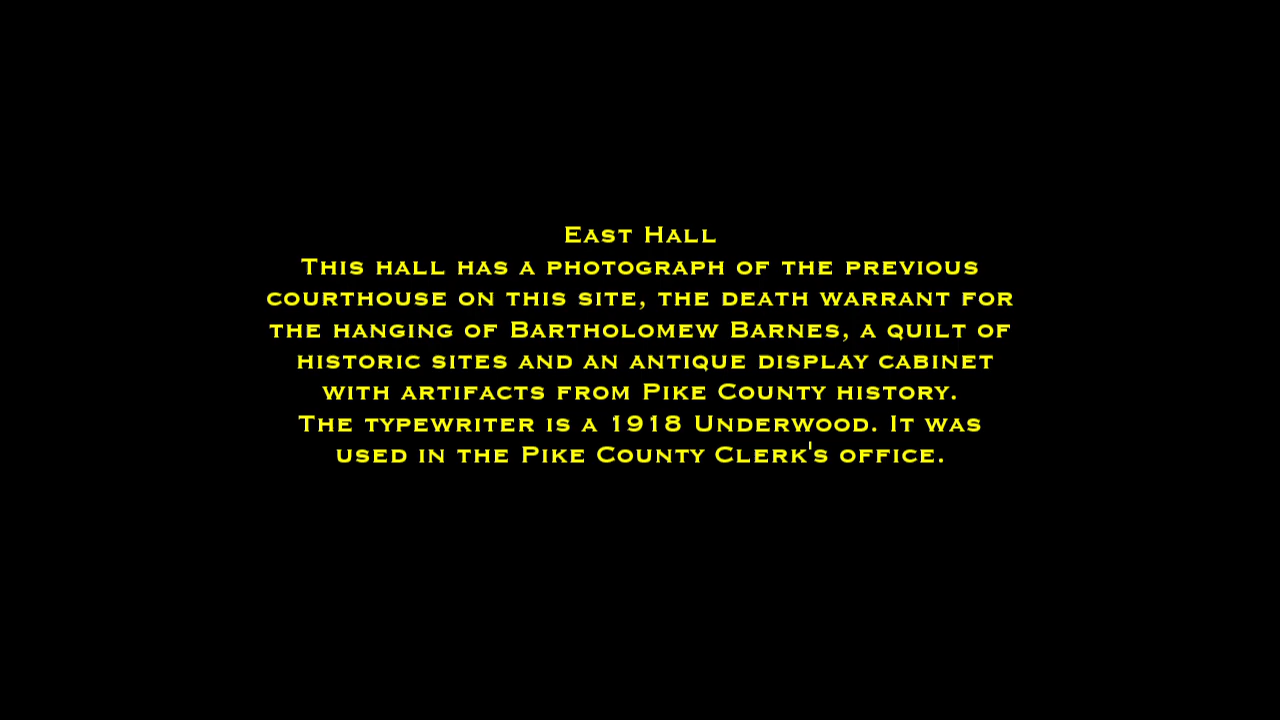 East Hall
This hall has a photograph of the previous
courthouse on this site, the death warrant for
the hanging of Bartholomew Barnes, a quilt of
historic sites and an antique display cabinet
with artifacts from Pike County history.
The typewriter is a 1918 Underwood. It was
used in the Pike County Clerk's office.